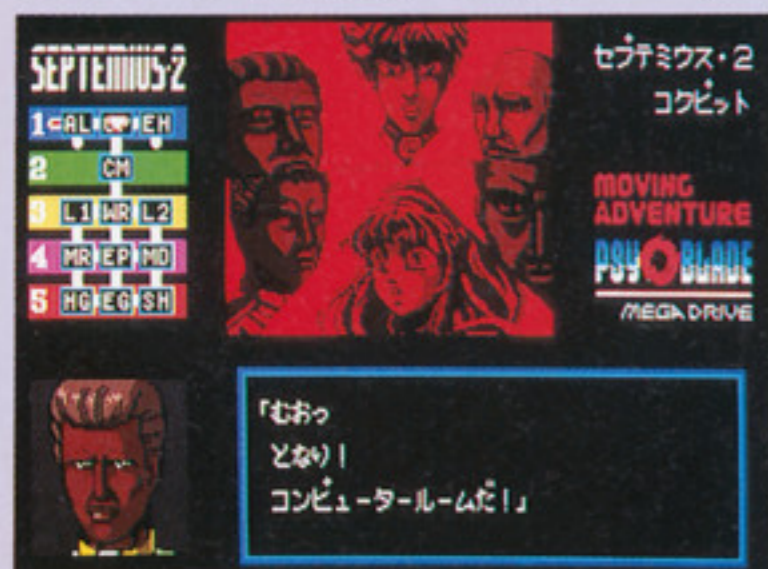 SEPTEMIUS・2
1 AL EH
2 CM
3 L1 WR L2
4 MR EP MD
5 HG EG SH
セプテミウス・2
コクピット
MOVING
ADVENTURE
PSY BLADE
MEGA DRIVE
「むおっ
となり!
コンピュータールームだ!」